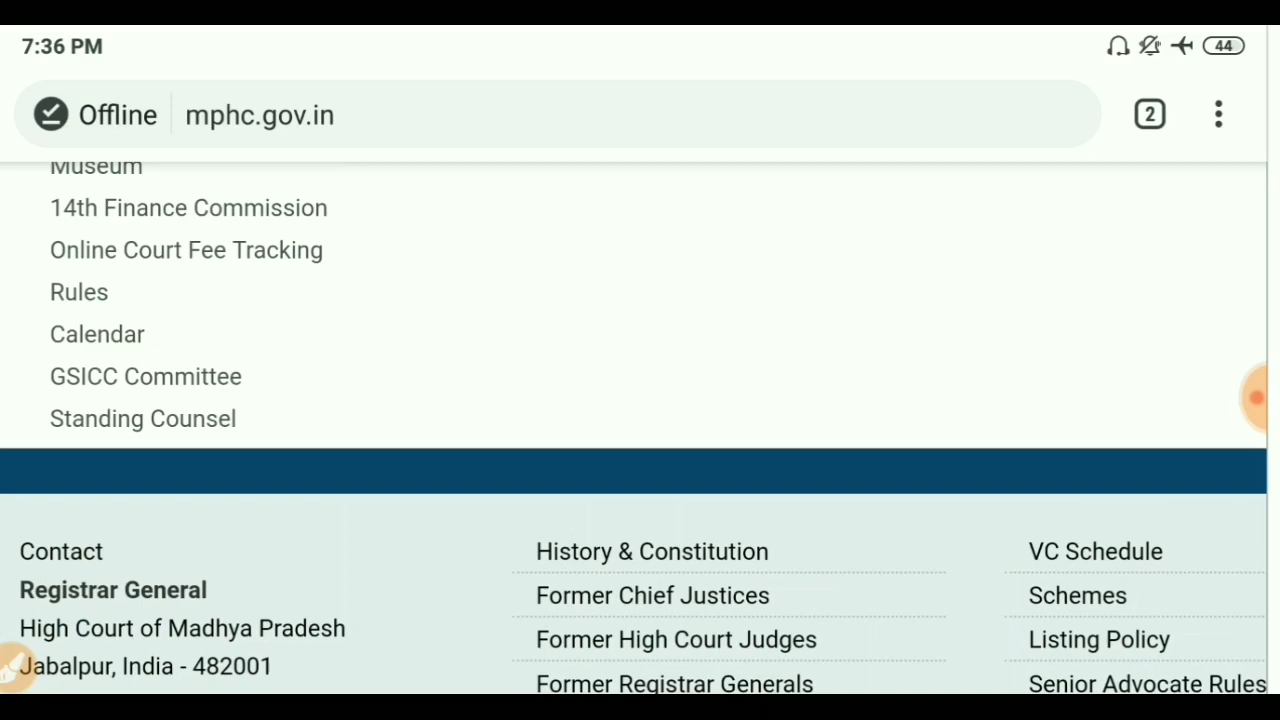 7:36 PM
44
Offline mphc.gov.in
2
Museum
14th Finance Commission
Online Court Fee Tracking
Rules
Calendar
GSICC Committee
Standing Counsel
Contact
Registrar General
High Court of Madhya Pradesh
Jabalpur, India - 482001
History & Constitution
Former Chief Justices
Former High Court Judges
Former Registrar Generals
VC Schedule
Schemes
Listing Policy
Senior Advocate Rules